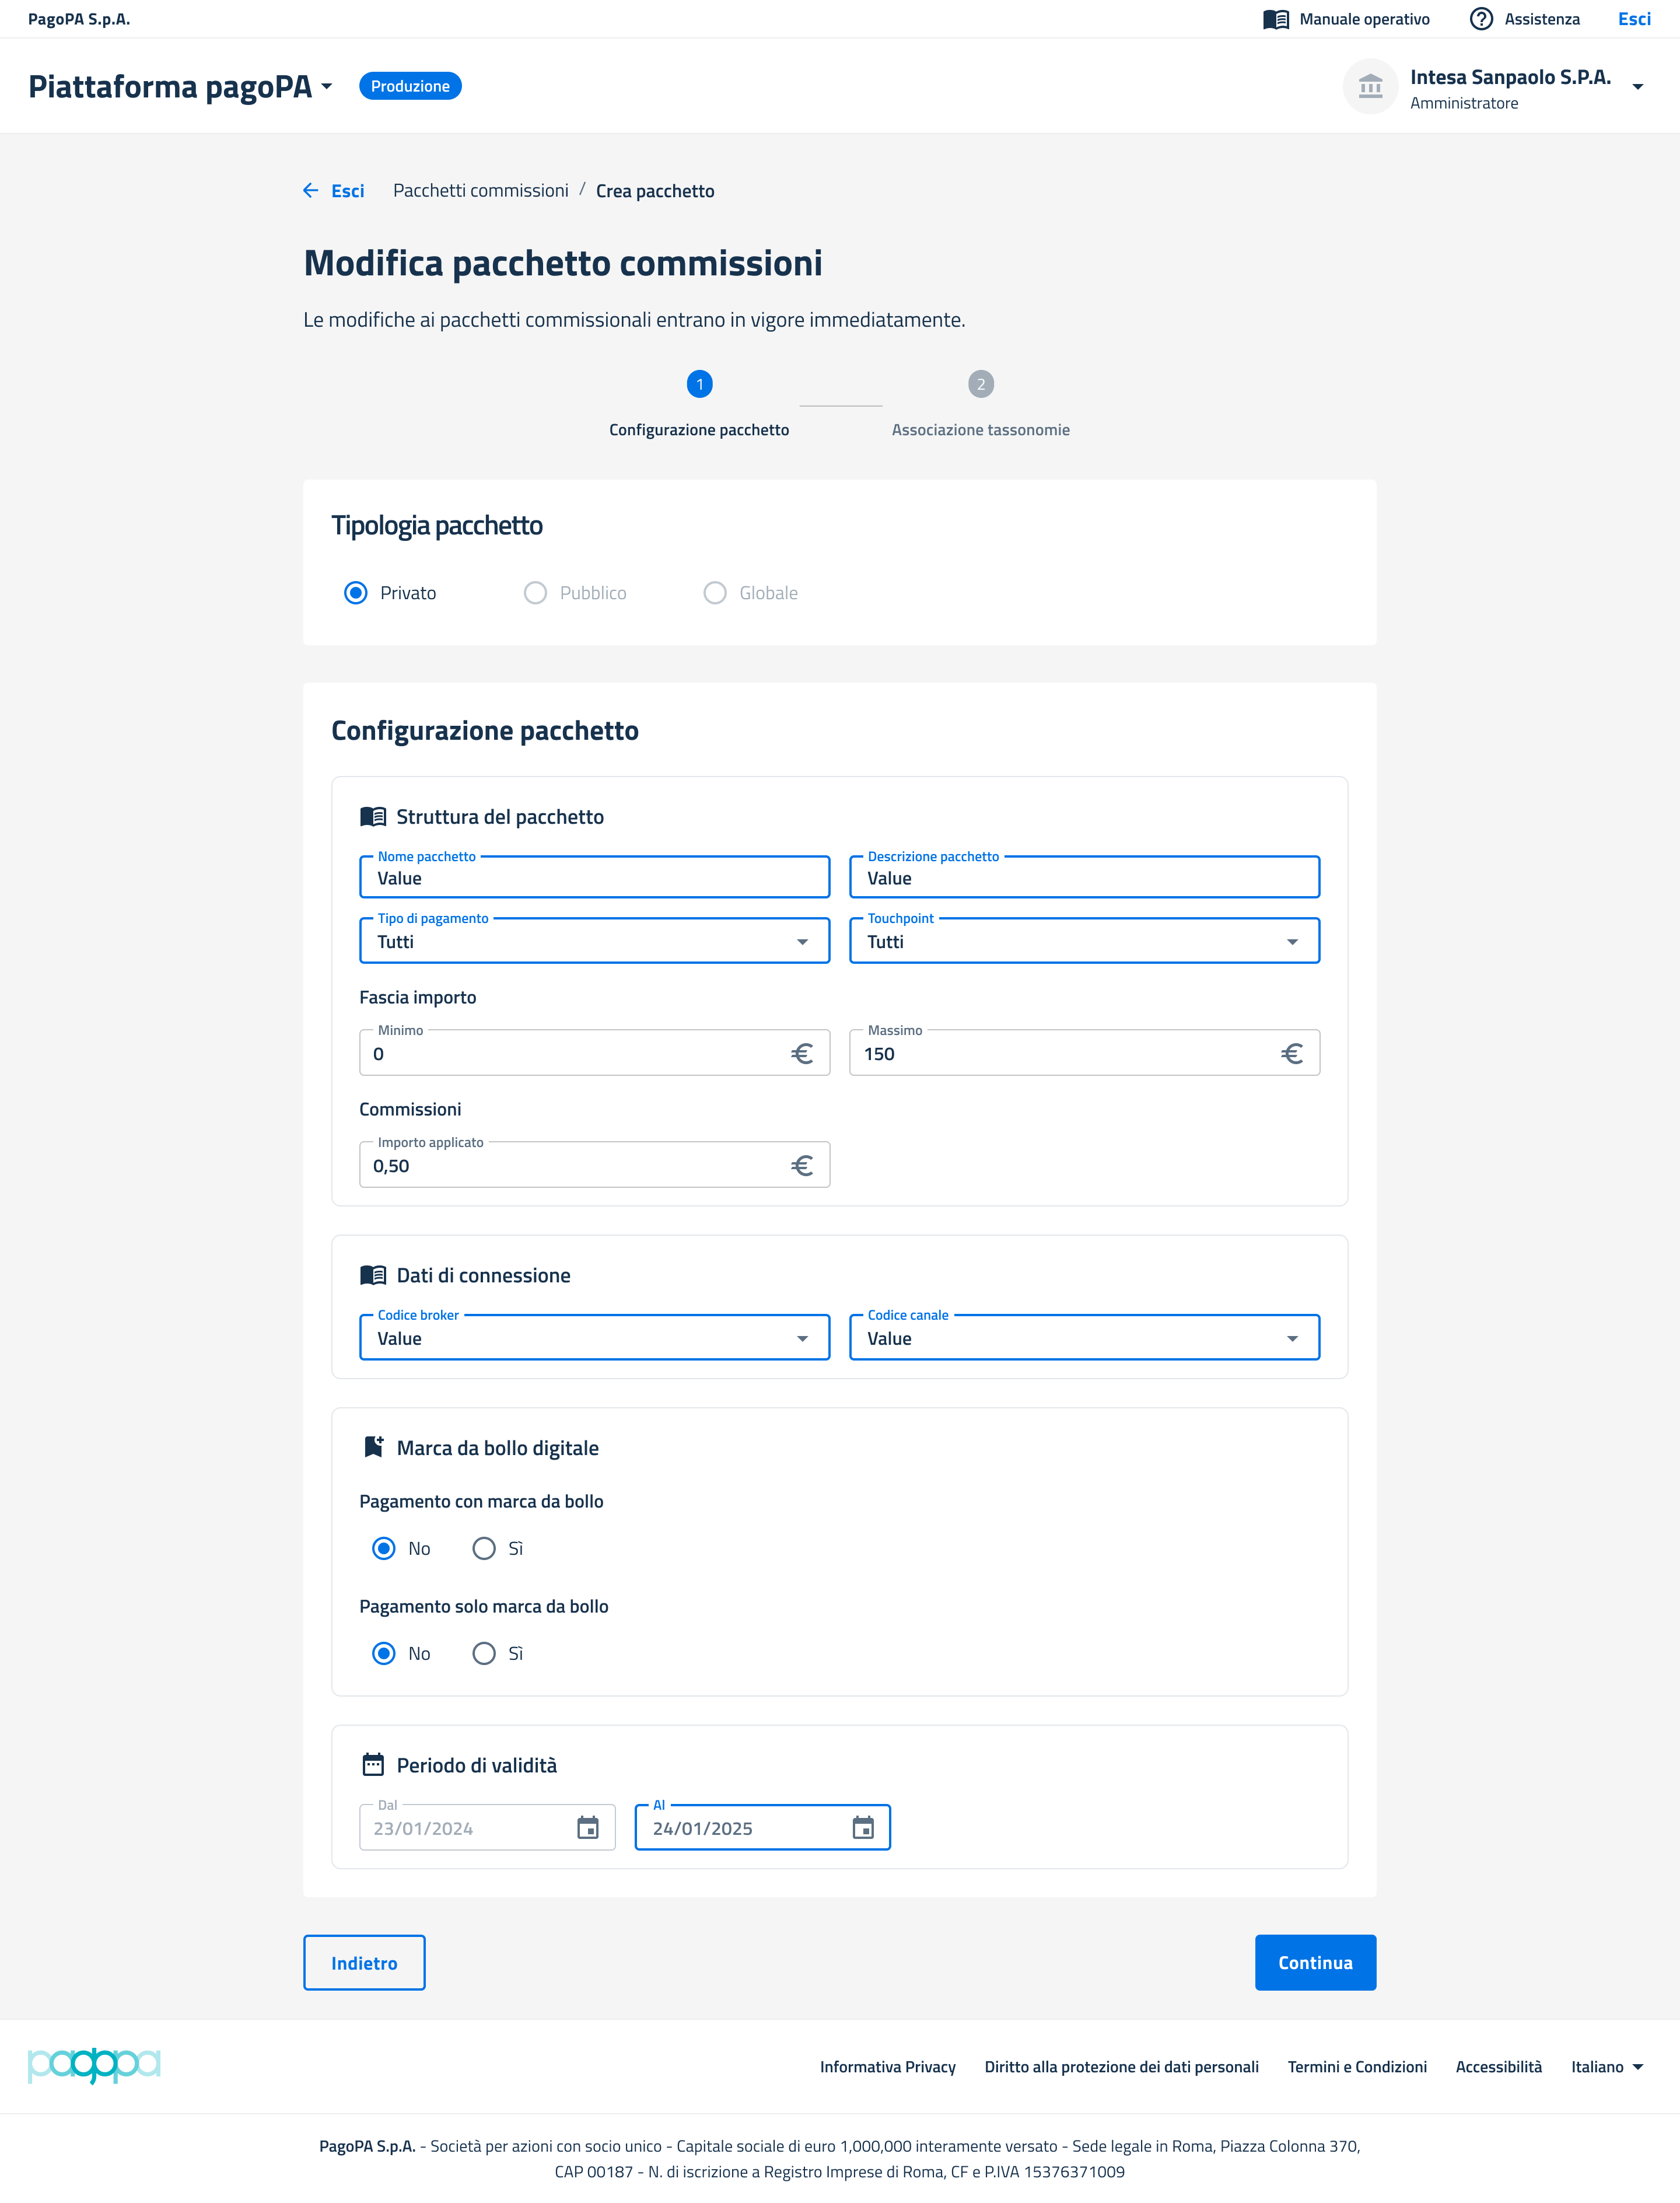 PagoPA S.p.A.
Manuale operativo
Assistenza
Esci
Piattaforma pagoPA
Produzione
Intesa Sanpaolo S.P.A.
Amministratore
Esci
Pacchetti commissioni / Crea pacchetto
Modifica pacchetto commissioni
Le modifiche ai pacchetti commissionali entrano in vigore immediatamente.
1
2
Configurazione pacchetto
Associazione tassonomie
Tipologia pacchetto
Privato
Pubblico
Globale
Configurazione pacchetto
Struttura del pacchetto
Nome pacchetto
Value
Descrizione pacchetto
Value
Tipo di pagamento
Tutti
Touchpoint
Tutti
Fascia importo
Minimo
0 €
Massimo
150 €
Commissioni
Importo applicato
0,50 €
Dati di connessione
Codice broker
Value
Codice canale
Value
Marca da bollo digitale
Pagamento con marca da bollo
No
Sì
Pagamento solo marca da bollo
No
Sì
Periodo di validità
Dal
23/01/2024
Al
24/01/2025
Indietro
Continua
pagopa
Informativa Privacy
Diritto alla protezione dei dati personali
Termini e Condizioni
Accessibilità
Italiano
PagoPA S.p.A. - Società per azioni con socio unico - Capitale sociale di euro 1,000,000 interamente versato - Sede legale in Roma, Piazza Colonna 370,
CAP 00187 - N. di iscrizione a Registro Imprese di Roma, CF e P.IVA 15376371009